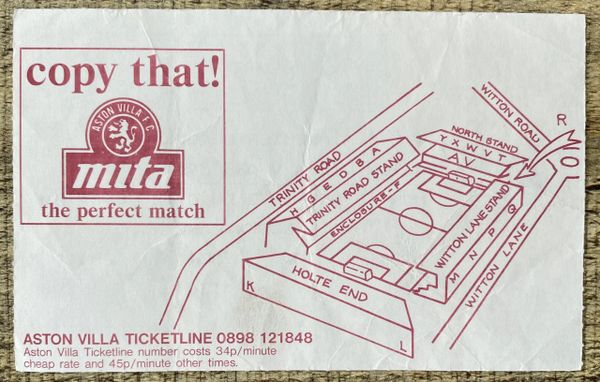 copy that!
ASTON VILLA F.C
mita
the perfect match
TRINITY ROAD
H G E D B A
TRINITY ROAD STAND
ENCLOSURE-F
NORTH STAND
Y X W V T
AV
WITTON ROAD
R
WITTON LANE STAND
M N P Q
WITTON LANE
HOLTE END
K
L
ASTON VILLA TICKETLINE 0898 121848
Aston Villa Ticketline number costs 34p/minute
cheap rate and 45p/minute other times.